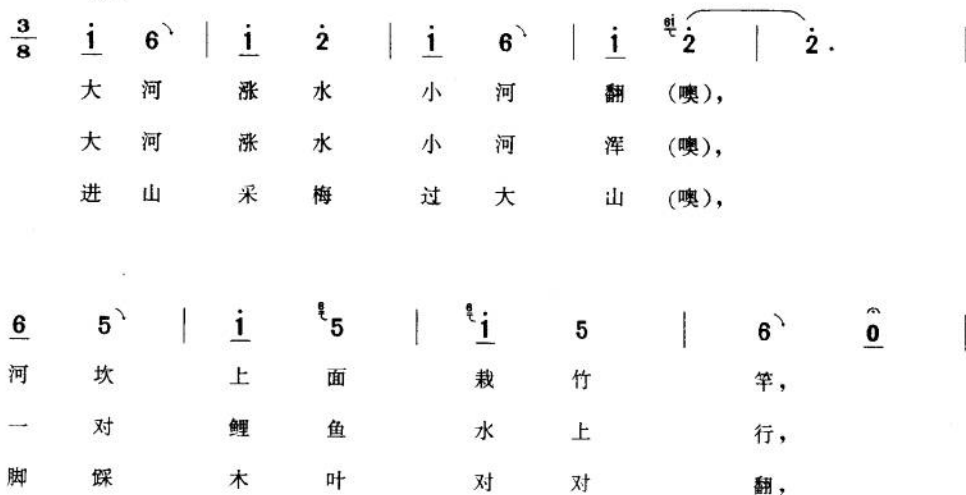 3/8 1̲̇ 6 | 1̲̇ 2̇ | 1̲̇ 6 | 1̲̇ 6i 2̇ | 2̇ . |
大 河 涨 水 小 河 翻 (噢),
大 河 涨 水 小 河 浑 (噢),
进 山 采 梅 过 大 山 (噢),
6̲ 5 | 1̲̇ 6 5 | 6 1̲̇ 5 | 6 0̲ |
河 坎 上 面 栽 竹 竿,
一 对 鲤 鱼 水 上 行,
脚 踩 木 叶 对 对 翻,